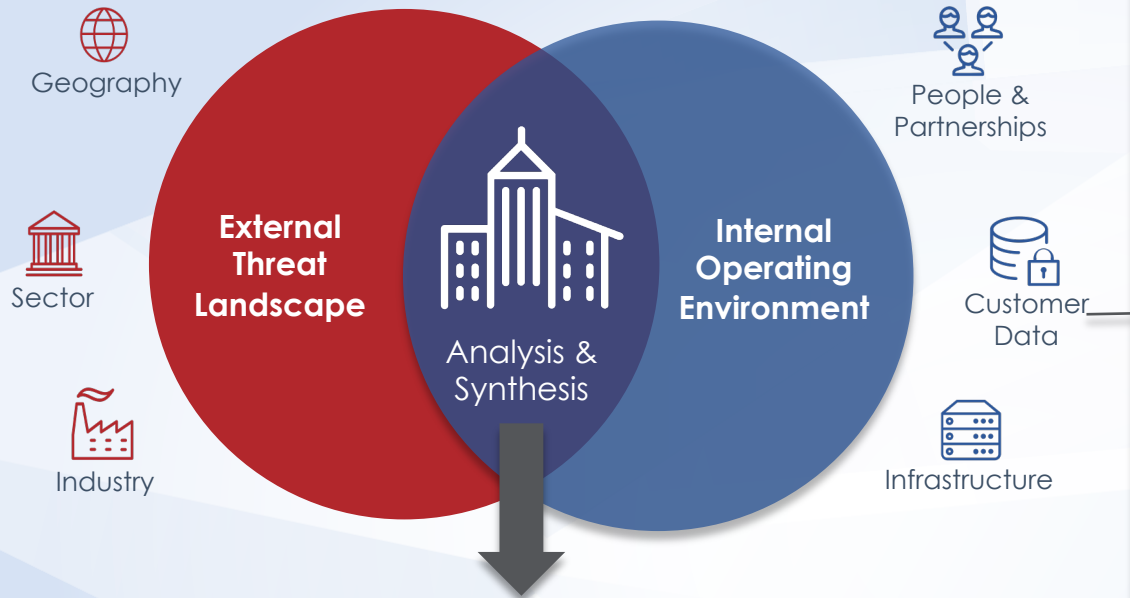 Geography
Sector
Industry
External
Threat
Landscape
Analysis &
Synthesis
Internal
Operating
Environment
People &
Partnerships
Customer
Data
Infrastructure